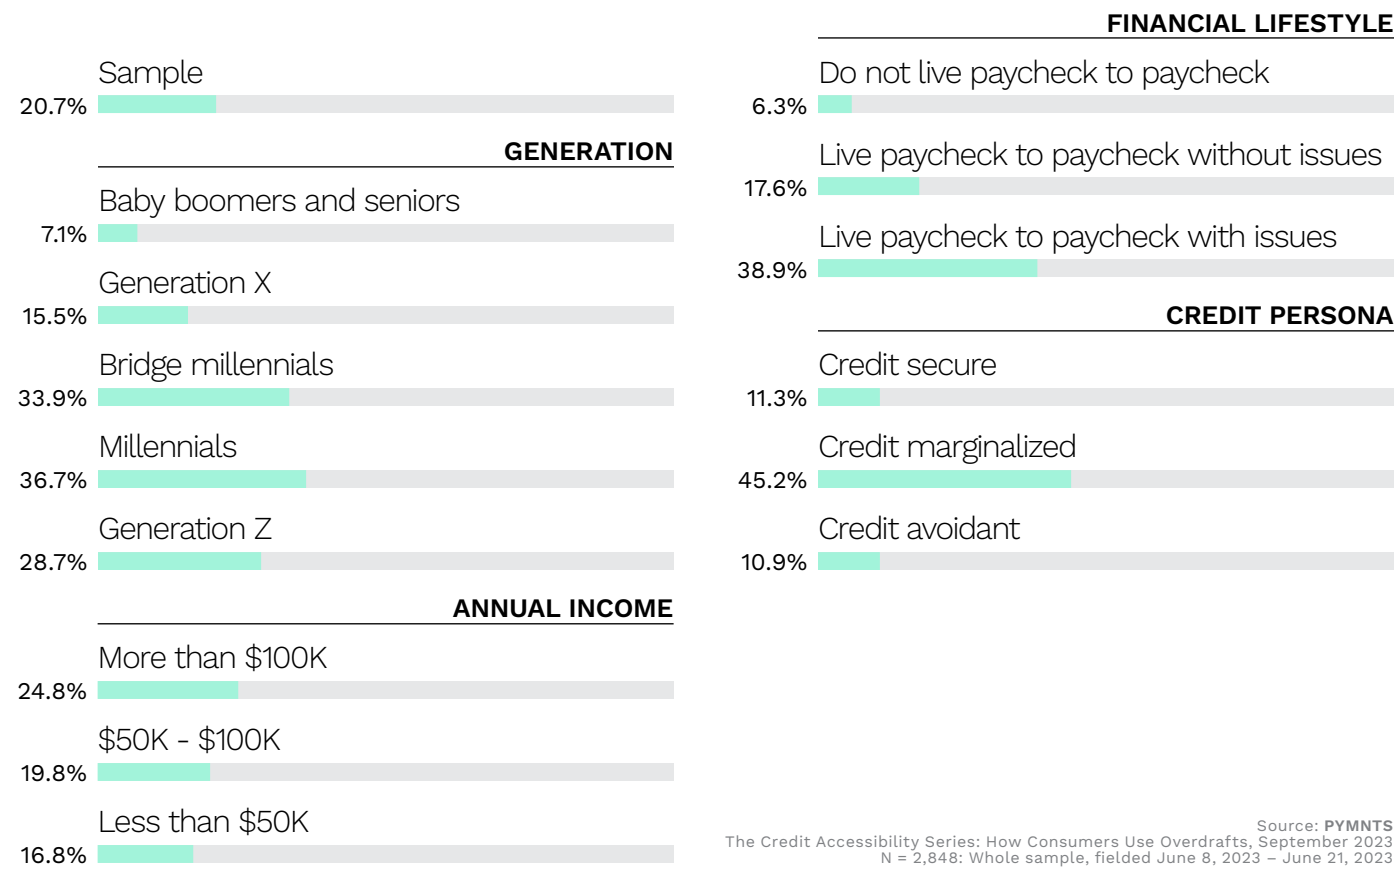 Sample
20.7%
GENERATION
Baby boomers and seniors
7.1%
Generation X
15.5%
Bridge millennials
33.9%
Millennials
36.7%
Generation Z
28.7%
ANNUAL INCOME
More than $100K
24.8%
$50K - $100K
19.8%
Less than $50K
16.8%
FINANCIAL LIFESTYLE
Do not live paycheck to paycheck
6.3%
Live paycheck to paycheck without issues
17.6%
Live paycheck to paycheck with issues
38.9%
CREDIT PERSONA
Credit secure
11.3%
Credit marginalized
45.2%
Credit avoidant
10.9%
Source: PYMNTS
The Credit Accessibility Series: How Consumers Use Overdrafts, September 2023
N = 2,848: Whole sample, fielded June 8, 2023 – June 21, 2023